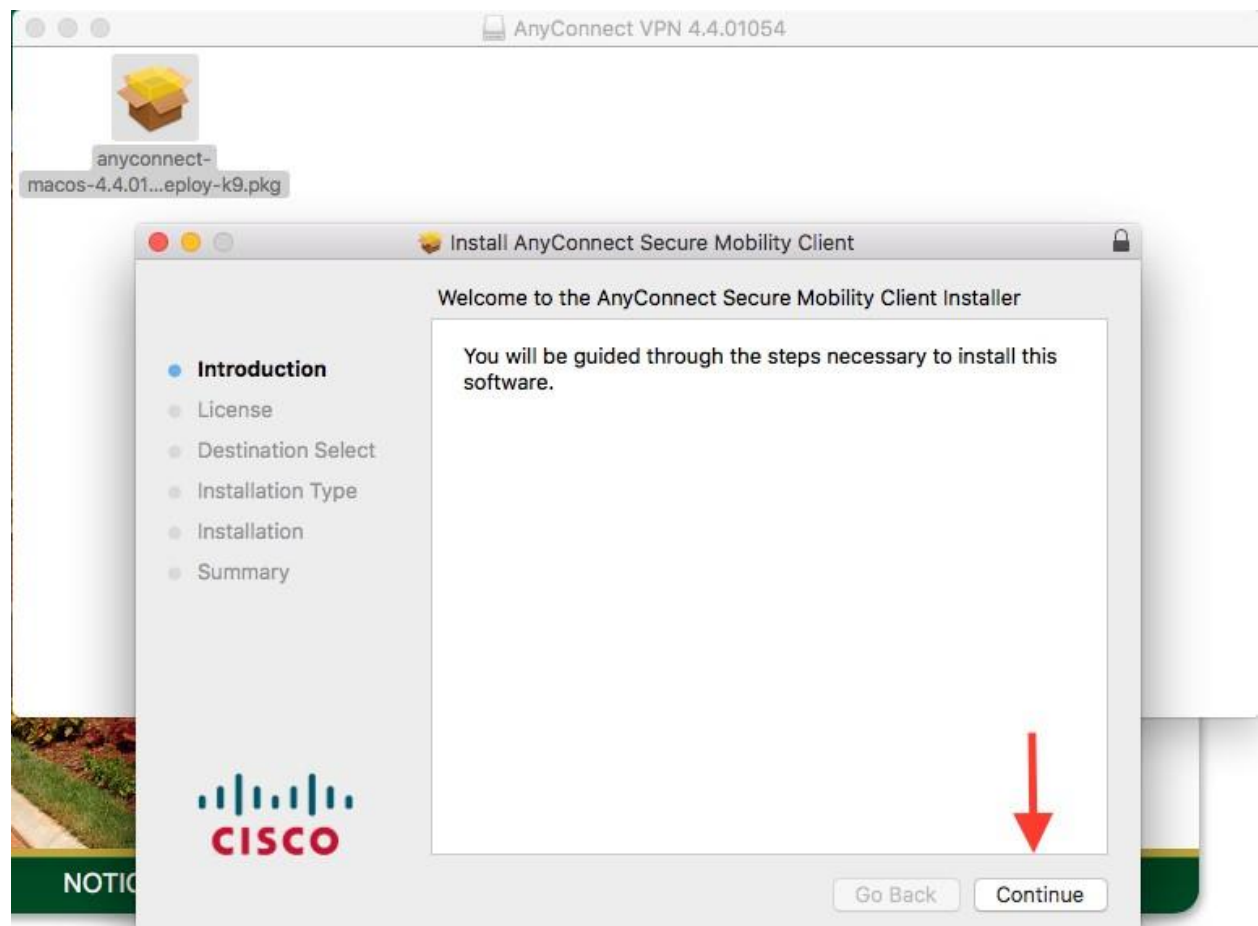 AnyConnect VPN 4.4.01054
anyconnect-
macos-4.4.01...eploy-k9.pkg
Install AnyConnect Secure Mobility Client
Welcome to the AnyConnect Secure Mobility Client Installer
You will be guided through the steps necessary to install this
software.
Introduction
License
Destination Select
Installation Type
Installation
Summary
CISCO
NOTIC
Go Back
Continue